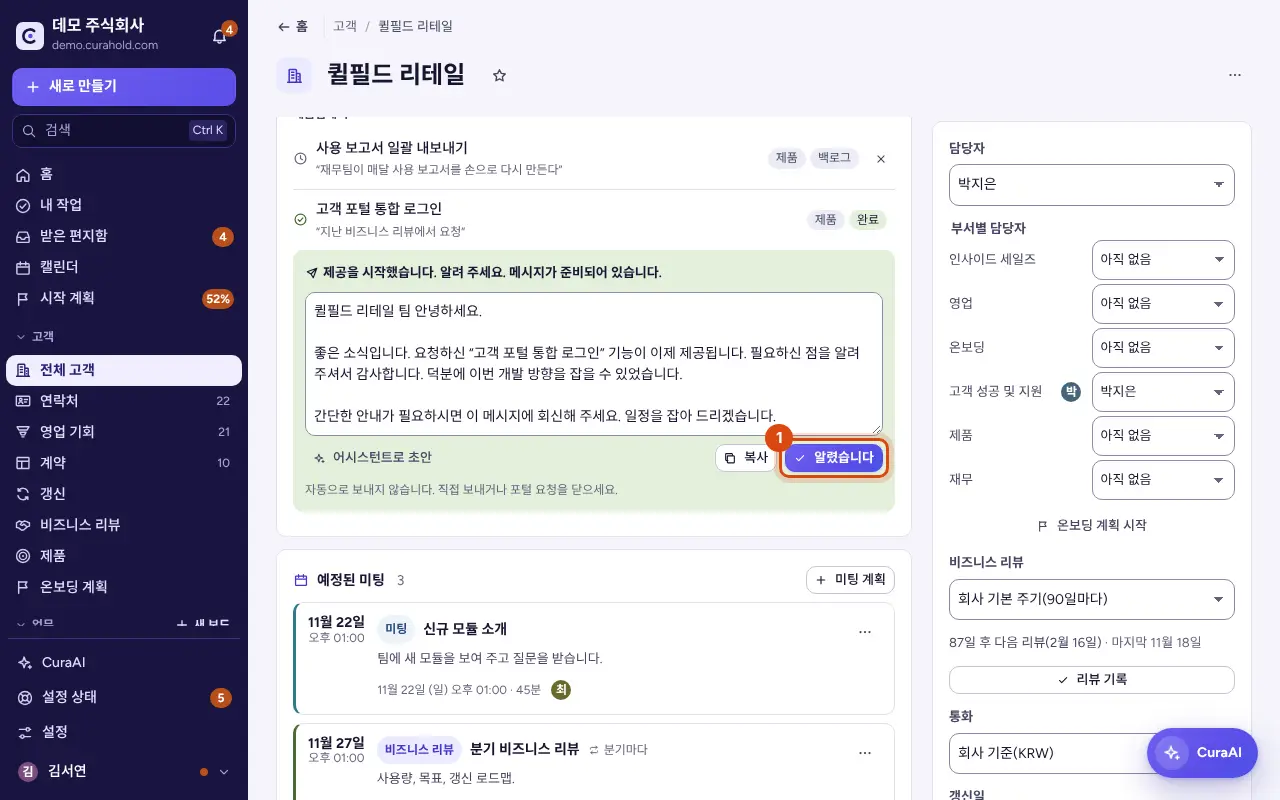 데모 주식회사
demo.curahold.com
4
새로 만들기
검색
Ctrl K
홈
내 작업
받은 편지함
4
캘린더
시작 계획
52%
고객
전체 고객
연락처
22
영업 기회
21
계약
10
갱신
비즈니스 리뷰
제품
온보딩 계획
새 보드
CuraAI
설정 상태
5
설정
김
김서연
홈
고객 / 퀼필드 리테일
퀼필드 리테일
사용 보고서 일괄 내보내기
“재무팀이 매달 사용 보고서를 손으로 다시 만든다”
제품
백로그
고객 포털 통합 로그인
“지난 비즈니스 리뷰에서 요청”
제품
완료
제공을 시작했습니다. 알려 주세요. 메시지가 준비되어 있습니다.
퀼필드 리테일 팀 안녕하세요.
좋은 소식입니다. 요청하신 “고객 포털 통합 로그인” 기능이 이제 제공됩니다. 필요하신 점을 알려
주셔서 감사합니다. 덕분에 이번 개발 방향을 잡을 수 있었습니다.
간단한 안내가 필요하시면 이 메시지에 회신해 주세요. 일정을 잡아 드리겠습니다.
1
어시스턴트로 초안
복사
알렸습니다
자동으로 보내지 않습니다. 직접 보내거나 포털 요청을 닫으세요.
예정된 미팅 3
미팅 계획
11월 22일
오후 01:00
미팅
신규 모듈 소개
팀에 새 모듈을 보여 주고 질문을 받습니다.
11월 22일 (일) 오후 01:00 · 45분
최
11월 27일
오후 01:00
비즈니스 리뷰
분기 비즈니스 리뷰
분기마다
사용량, 목표, 갱신 로드맵.
담당자
박지은
부서별 담당자
인사이드 세일즈
아직 없음
영업
아직 없음
온보딩
아직 없음
고객 성공 및 지원
박
박지은
제품
아직 없음
재무
아직 없음
온보딩 계획 시작
비즈니스 리뷰
회사 기본 주기(90일마다)
87일 후 다음 리뷰(2월 16일) · 마지막 11월 18일
리뷰 기록
통화
회사 기준(KRW)
CuraAI
갱신일